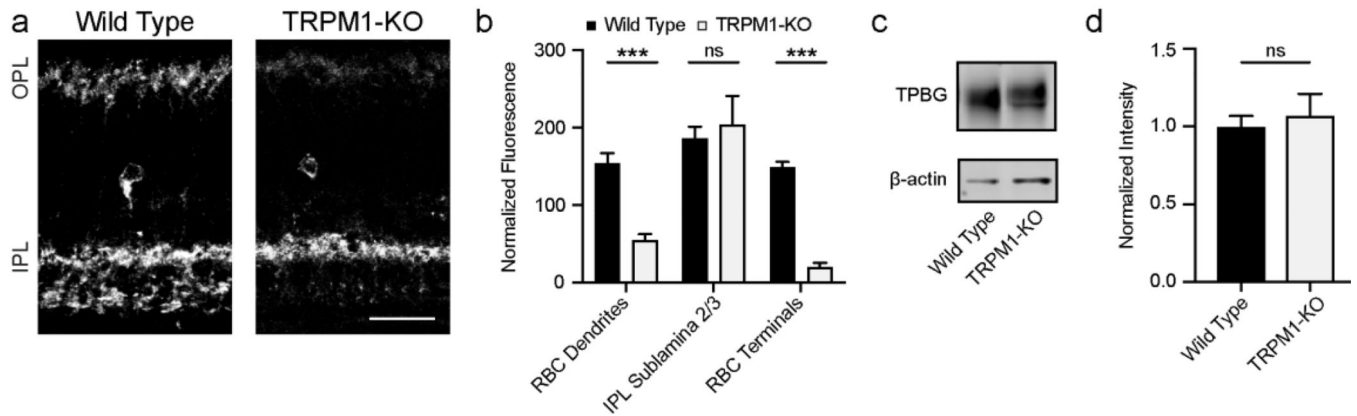 a
Wild Type
TRPM1-KO
OPL
IPL
b
Wild Type
TRPM1-KO
Normalized Fluorescence
300
200
100
0
***
ns
***
RBC Dendrites
IPL Sublamina 2/3
RBC Terminals
c
TPBG
β-actin
Wild Type
TRPM1-KO
d
Normalized Intensity
1.5
1.0
0.5
0.0
ns
Wild Type
TRPM1-KO